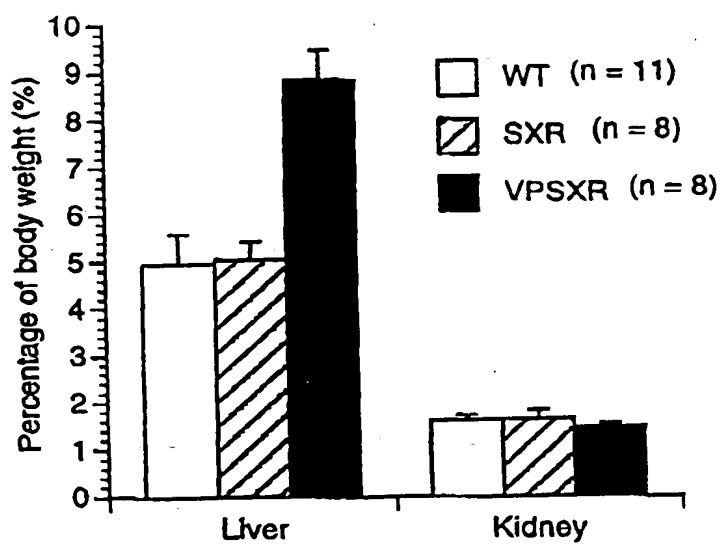 Percentage of body weight (%)
10
9
8
7
6
5
4
3
2
1
0
WT (n = 11)
SXR (n = 8)
VPSXR (n = 8)
Liver
Kidney